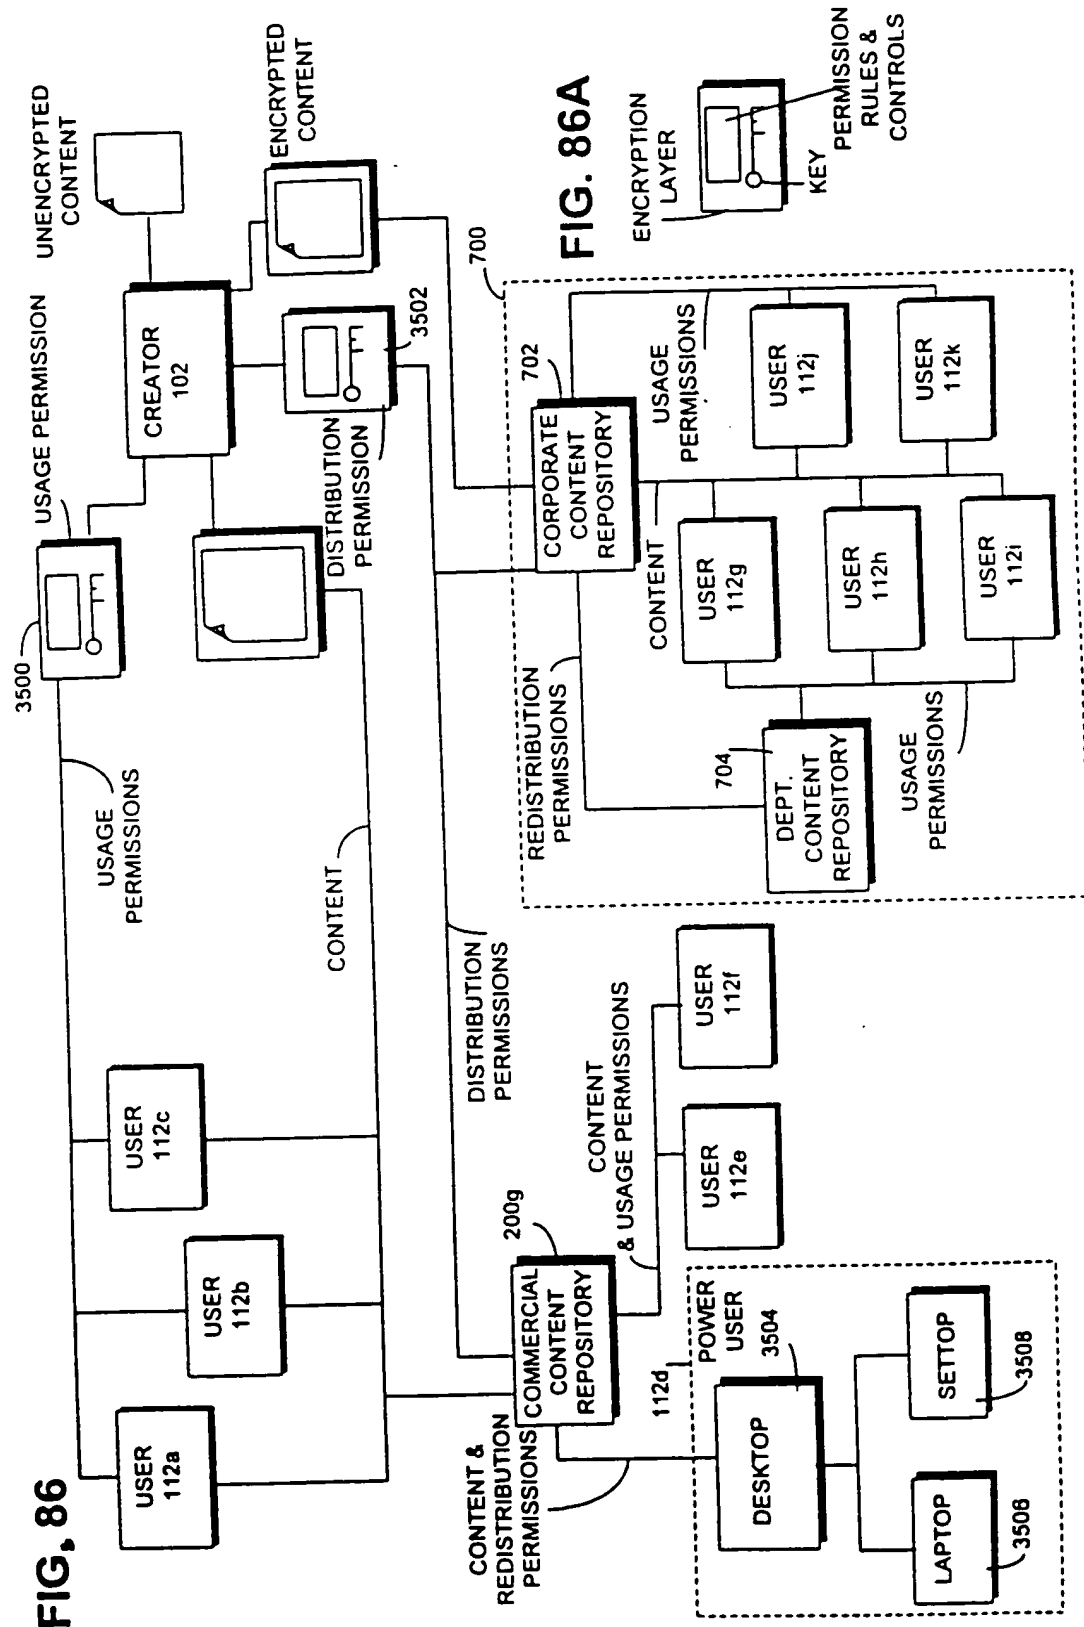 FIG, 86
USER
112a
USER
112b
USER
112c
USAGE
PERMISSIONS
3500
USAGE PERMISSION
CREATOR
102
UNENCRYPTED
CONTENT
ENCRYPTED
CONTENT
3502
DISTRIBUTION
PERMISSION
CONTENT
DISTRIBUTION
PERMISSIONS
CONTENT &
REDISTRIBUTION
PERMISSIONS
COMMERCIAL
CONTENT
REPOSITORY
200g
CONTENT
& USAGE PERMISSIONS
USER
112e
USER
112f
112d
POWER
USER
3504
DESKTOP
LAPTOP
3506
SETTOP
3508
700
702
CORPORATE
CONTENT
REPOSITORY
REDISTRIBUTION
PERMISSIONS
704
DEPT.
CONTENT
REPOSITORY
CONTENT
USAGE
PERMISSIONS
USER
112g
USER
112h
USER
112i
USER
112j
USER
112k
USAGE
PERMISSIONS
FIG. 86A
ENCRYPTION
LAYER
KEY
PERMISSION
RULES &
CONTROLS